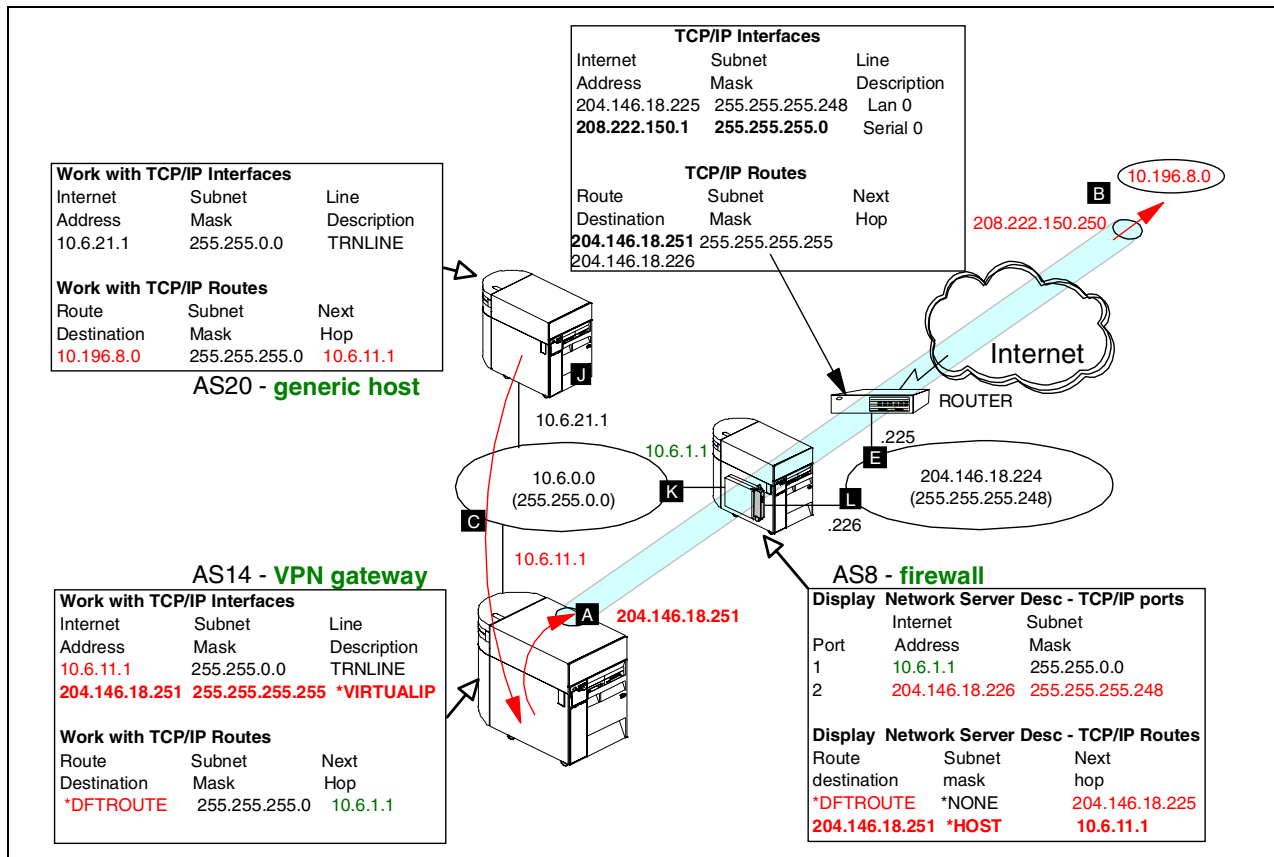 TCP/IP Interfaces
Internet Subnet Line
Address Mask Description
204.146.18.225 255.255.255.248 Lan 0
208.222.150.1 255.255.255.0 Serial 0
TCP/IP Routes
Route Subnet Next
Destination Mask Hop
204.146.18.251 255.255.255.255
204.146.18.226
Work with TCP/IP Interfaces
Internet Subnet Line
Address Mask Description
10.6.21.1 255.255.0.0 TRNLINE
Work with TCP/IP Routes
Route Subnet Next
Destination Mask Hop
10.196.8.0 255.255.255.0 10.6.11.1
AS20 - generic host
J
10.6.21.1
10.196.8.0
B
208.222.150.250
Internet
ROUTER
.225
E
10.6.1.1
10.6.0.0
(255.255.0.0)
K
204.146.18.224
(255.255.255.248)
L
.226
C
10.6.11.1
AS14 - VPN gateway
A
204.146.18.251
Work with TCP/IP Interfaces
Internet Subnet Line
Address Mask Description
10.6.11.1 255.255.0.0 TRNLINE
204.146.18.251 255.255.255.255 *VIRTUALIP
Work with TCP/IP Routes
Route Subnet Next
Destination Mask Hop
*DFTROUTE 255.255.255.0 10.6.1.1
AS8 - firewall
Display Network Server Desc - TCP/IP ports
Internet Subnet
Port Address Mask
1 10.6.1.1 255.255.0.0
2 204.146.18.226 255.255.255.248
Display Network Server Desc - TCP/IP Routes
Route Subnet Next
destination mask hop
*DFTROUTE *NONE 204.146.18.225
204.146.18.251 *HOST 10.6.11.1